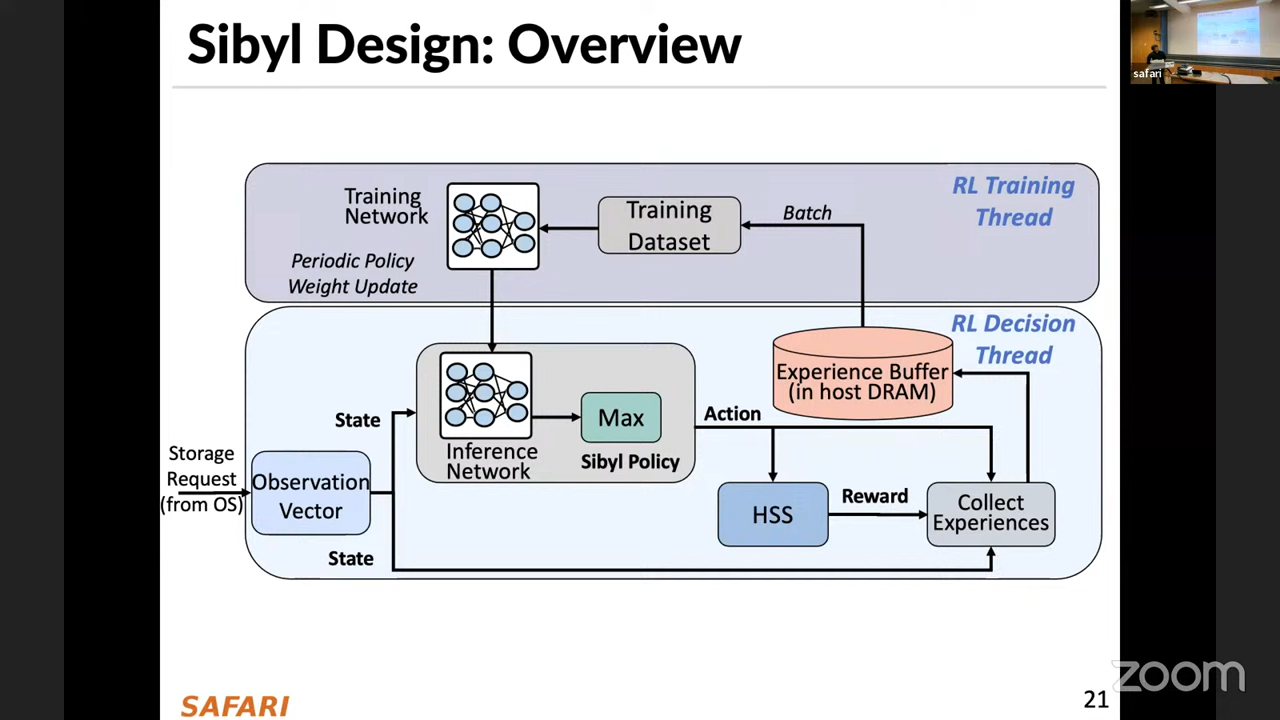 Sibyl Design: Overview
safari
RL Training
Thread
Training
Network
Training
Dataset
Batch
Periodic Policy
Weight Update
RL Decision
Thread
Experience Buffer
(in host DRAM)
State
Max
Action
Inference
Network
Sibyl Policy
Storage
Request
(from OS)
Observation
Vector
HSS
Reward
Collect
Experiences
State
SAFARI
21
zoom